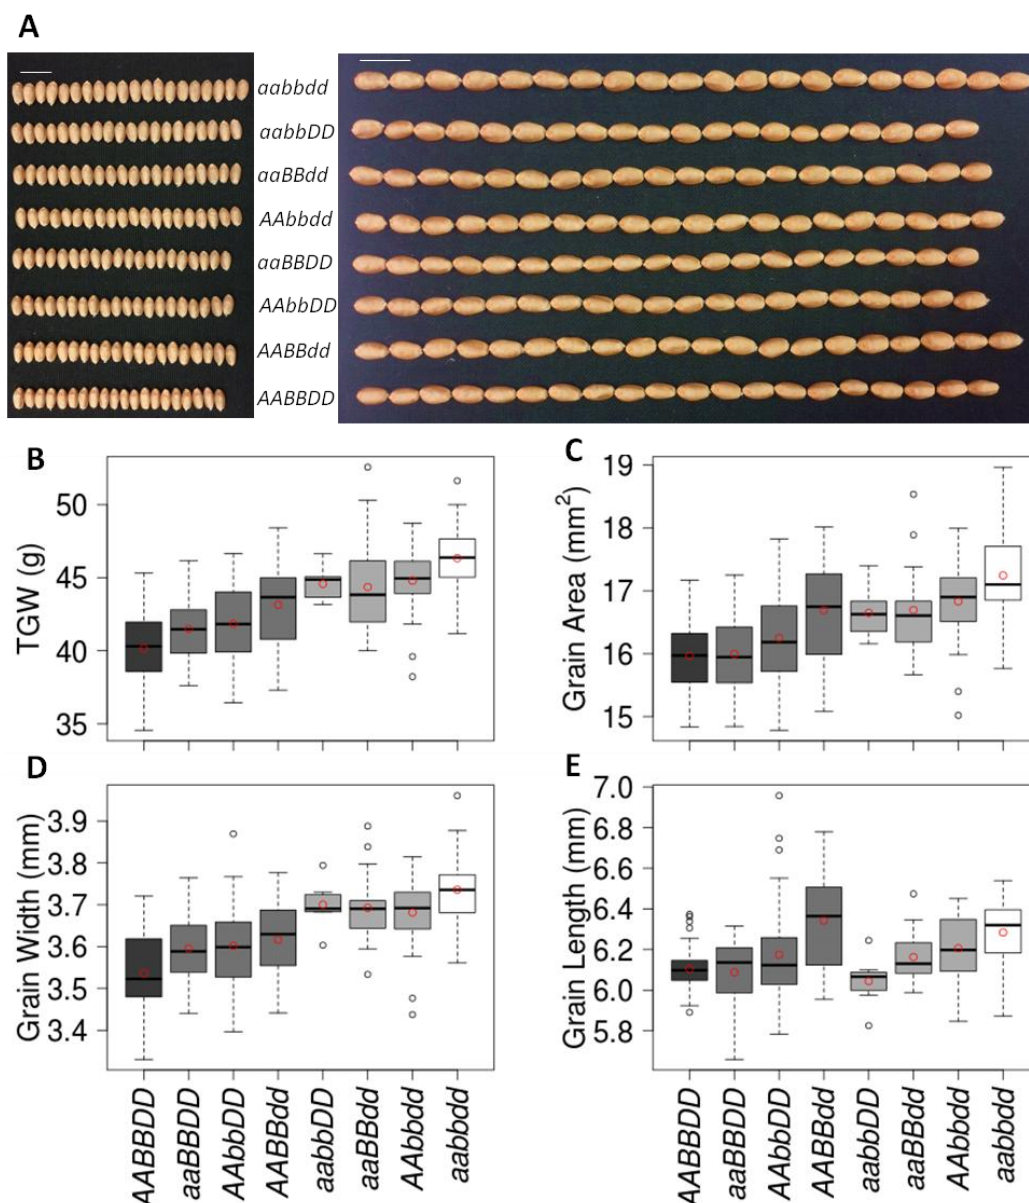 A
aabbdd
aabbDD
aaBBdd
AAbbdd
aaBBDD
AAbbDD
AABBdd
AABBDD
B
TGW (g)
50
45
40
35
C
Grain Area (mm²)
19
18
17
16
15
D
Grain Width (mm)
3.9
3.8
3.7
3.6
3.5
3.4
E
Grain Length (mm)
7.0
6.8
6.6
6.4
6.2
6.0
5.8
AABBDD
aaBBDD
AAbbDD
AABBdd
aabbDD
aaBBdd
AAbbdd
aabbdd
AABBDD
aaBBDD
AAbbDD
AABBdd
aabbDD
aaBBdd
AAbbdd
aabbdd